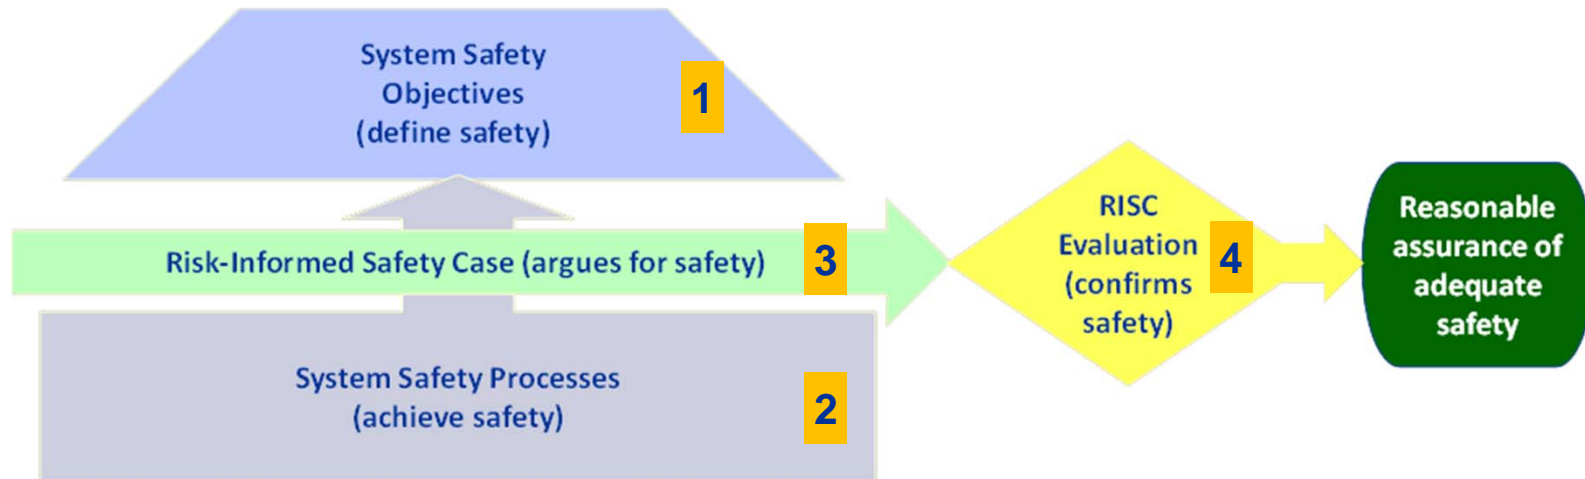 System Safety
Objectives
(define safety)
1
Risk-Informed Safety Case (argues for safety)
3
System Safety Processes
(achieve safety)
2
RISC
Evaluation
(confirms
safety)
4
Reasonable
assurance of
adequate
safety